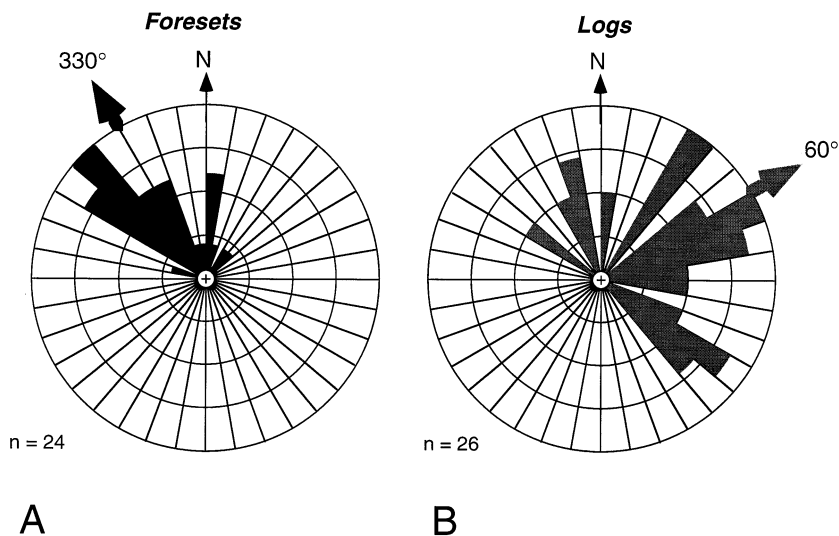 Foresets
330°
N
n = 24
A
Logs
N
60°
n = 26
B